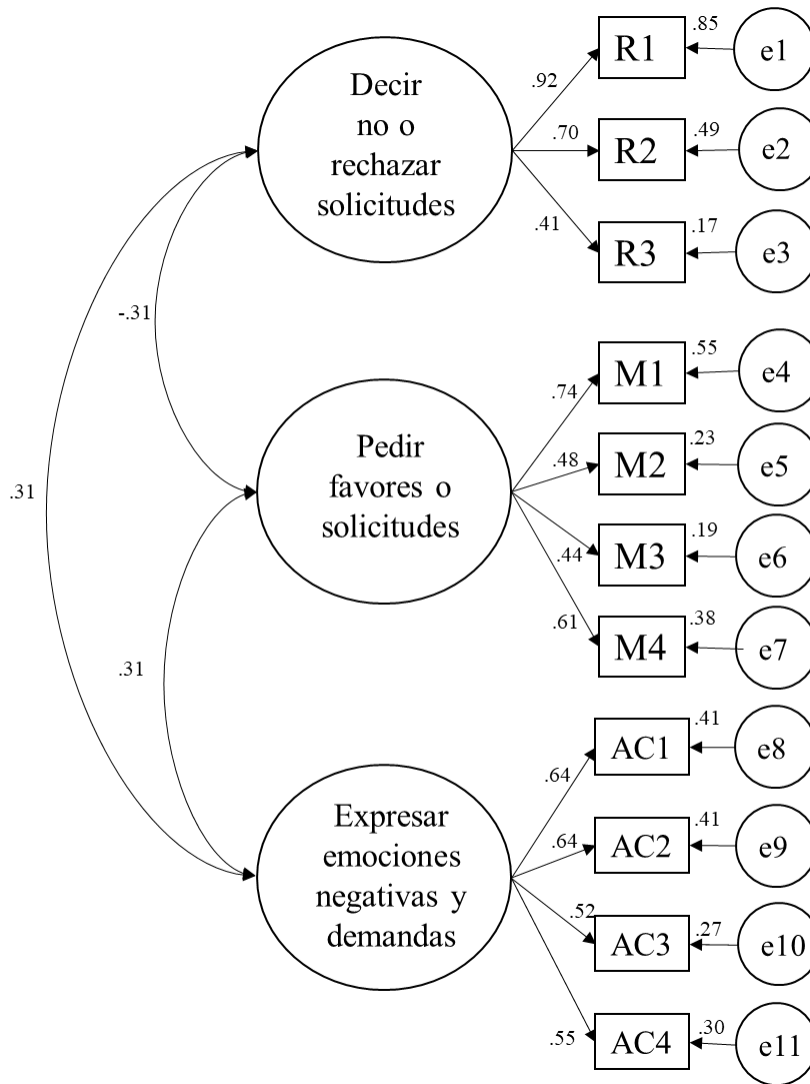 Decir
no o
rechazar
solicitudes
.92
.70
.41
R1
.85
e1
R2
.49
e2
R3
.17
e3
-.31
.31
.31
Pedir
favores o
solicitudes
.74
.48
.44
.61
M1
.55
e4
M2
.23
e5
M3
.19
e6
M4
.38
e7
Expresar
emociones
negativas y
demandas
.64
.64
.52
.55
AC1
.41
e8
AC2
.41
e9
AC3
.27
e10
AC4
.30
e11